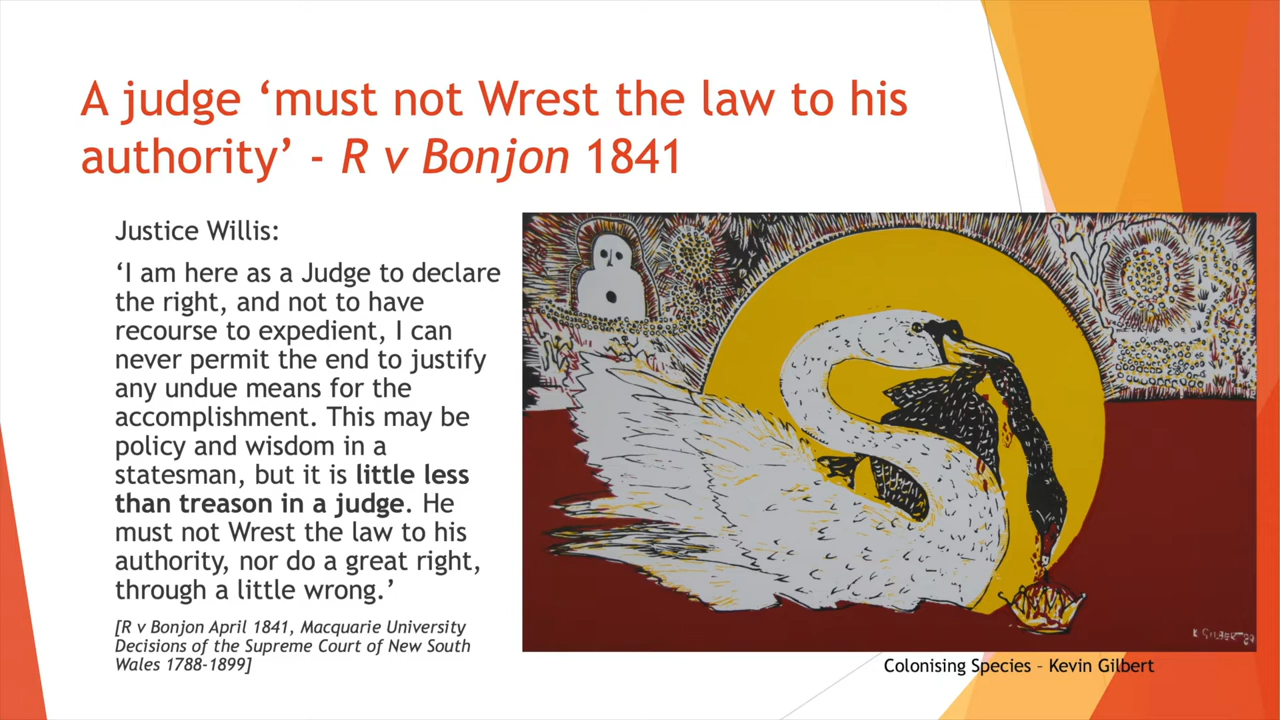 A judge ‘must not Wrest the law to his
authority’ - R v Bonjon 1841
Justice Willis:
‘I am here as a Judge to declare
the right, and not to have
recourse to expedient, I can
never permit the end to justify
any undue means for the
accomplishment. This may be
policy and wisdom in a
statesman, but it is little less
than treason in a judge. He
must not Wrest the law to his
authority, nor do a great right,
through a little wrong.’
[R v Bonjon April 1841, Macquarie University
Decisions of the Supreme Court of New South
Wales 1788-1899]
K. GILBERT
Colonising Species – Kevin Gilbert